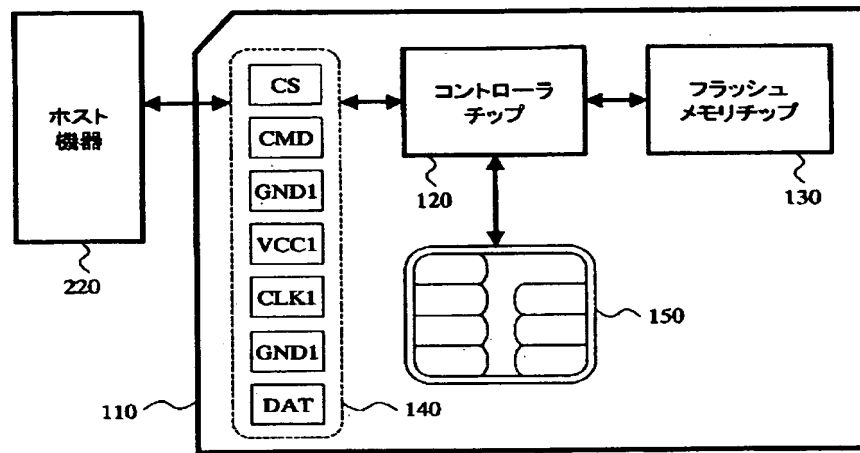 ホスト
機器
220
CS
CMD
GND1
VCC1
CLK1
GND1
DAT
110
140
コントローラ
チップ
120
フラッシュ
メモリチップ
130
150